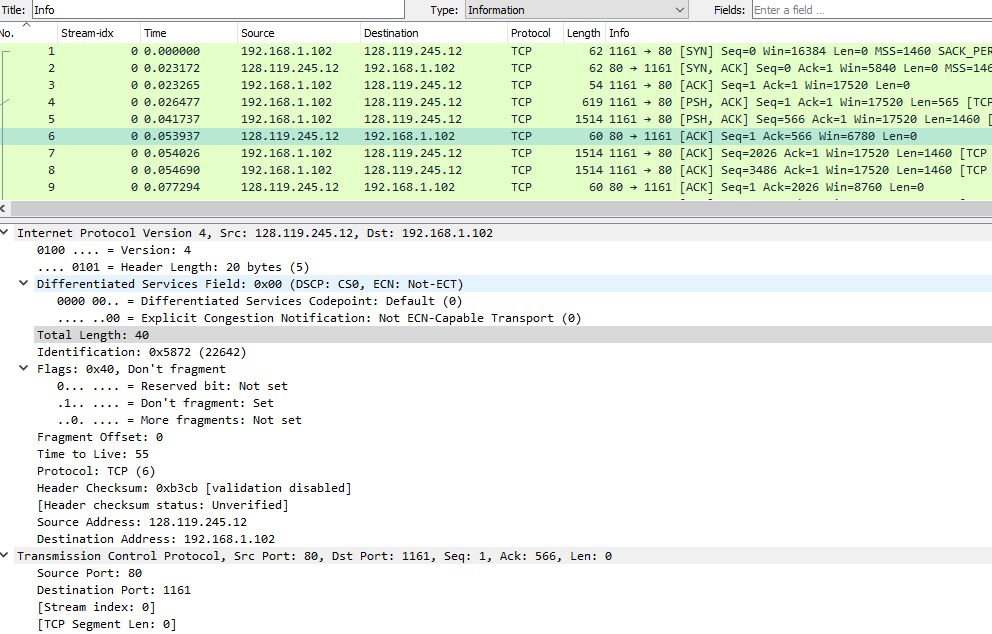 Title: Info Type: Information Fields: Enter a field ...
No. Stream-idx Time Source Destination Protocol Length Info
1 0 0.000000 192.168.1.102 128.119.245.12 TCP 62 1161 → 80 [SYN] Seq=0 Win=16384 Len=0 MSS=1460 SACK_PER
2 0 0.023172 128.119.245.12 192.168.1.102 TCP 62 80 → 1161 [SYN, ACK] Seq=0 Ack=1 Win=5840 Len=0 MSS=146
3 0 0.023265 192.168.1.102 128.119.245.12 TCP 54 1161 → 80 [ACK] Seq=1 Ack=1 Win=17520 Len=0
4 0 0.026477 192.168.1.102 128.119.245.12 TCP 619 1161 → 80 [PSH, ACK] Seq=1 Ack=1 Win=17520 Len=565 [TCP
5 0 0.041737 192.168.1.102 128.119.245.12 TCP 1514 1161 → 80 [PSH, ACK] Seq=566 Ack=1 Win=17520 Len=1460 [
6 0 0.053937 128.119.245.12 192.168.1.102 TCP 60 80 → 1161 [ACK] Seq=1 Ack=566 Win=6780 Len=0
7 0 0.054026 192.168.1.102 128.119.245.12 TCP 1514 1161 → 80 [ACK] Seq=2026 Ack=1 Win=17520 Len=1460 [TCP
8 0 0.054690 192.168.1.102 128.119.245.12 TCP 1514 1161 → 80 [ACK] Seq=3486 Ack=1 Win=17520 Len=1460 [TCP
9 0 0.077294 128.119.245.12 192.168.1.102 TCP 60 80 → 1161 [ACK] Seq=1 Ack=2026 Win=8760 Len=0
Internet Protocol Version 4, Src: 128.119.245.12, Dst: 192.168.1.102
0100 .... = Version: 4
.... 0101 = Header Length: 20 bytes (5)
Differentiated Services Field: 0x00 (DSCP: CS0, ECN: Not-ECT)
0000 00.. = Differentiated Services Codepoint: Default (0)
.... ..00 = Explicit Congestion Notification: Not ECN-Capable Transport (0)
Total Length: 40
Identification: 0x5872 (22642)
Flags: 0x40, Don't fragment
0... .... = Reserved bit: Not set
.1.. .... = Don't fragment: Set
..0. .... = More fragments: Not set
Fragment Offset: 0
Time to Live: 55
Protocol: TCP (6)
Header Checksum: 0xb3cb [validation disabled]
[Header checksum status: Unverified]
Source Address: 128.119.245.12
Destination Address: 192.168.1.102
Transmission Control Protocol, Src Port: 80, Dst Port: 1161, Seq: 1, Ack: 566, Len: 0
Source Port: 80
Destination Port: 1161
[Stream index: 0]
[TCP Segment Len: 0]